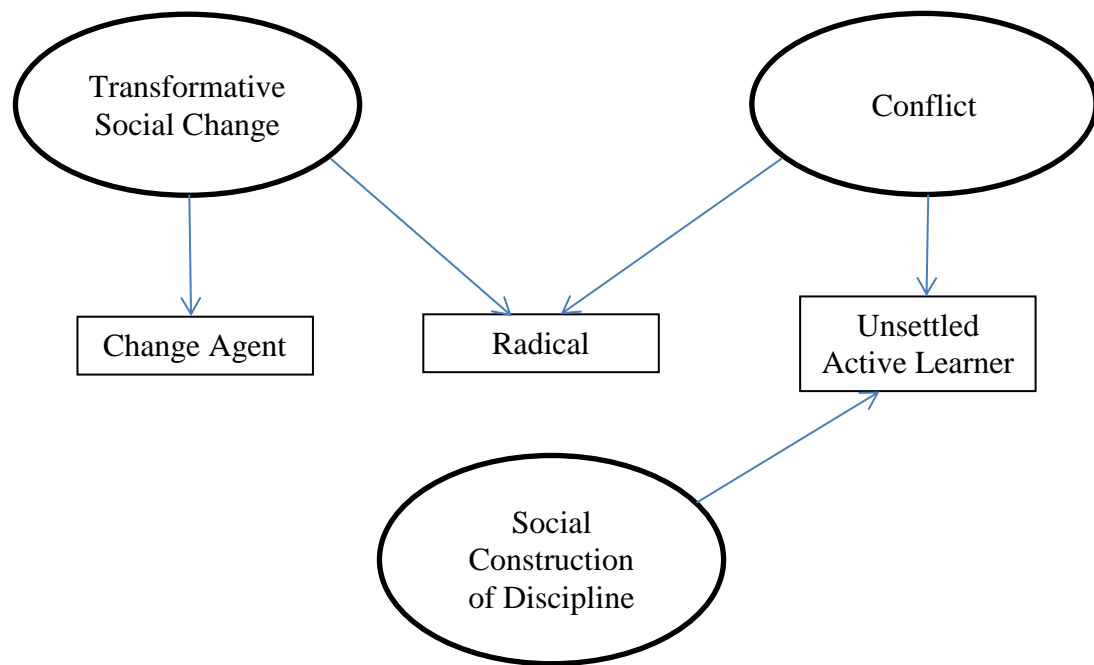 Transformative
Social Change
Conflict
Change Agent
Radical
Unsettled
Active Learner
Social
Construction
of Discipline